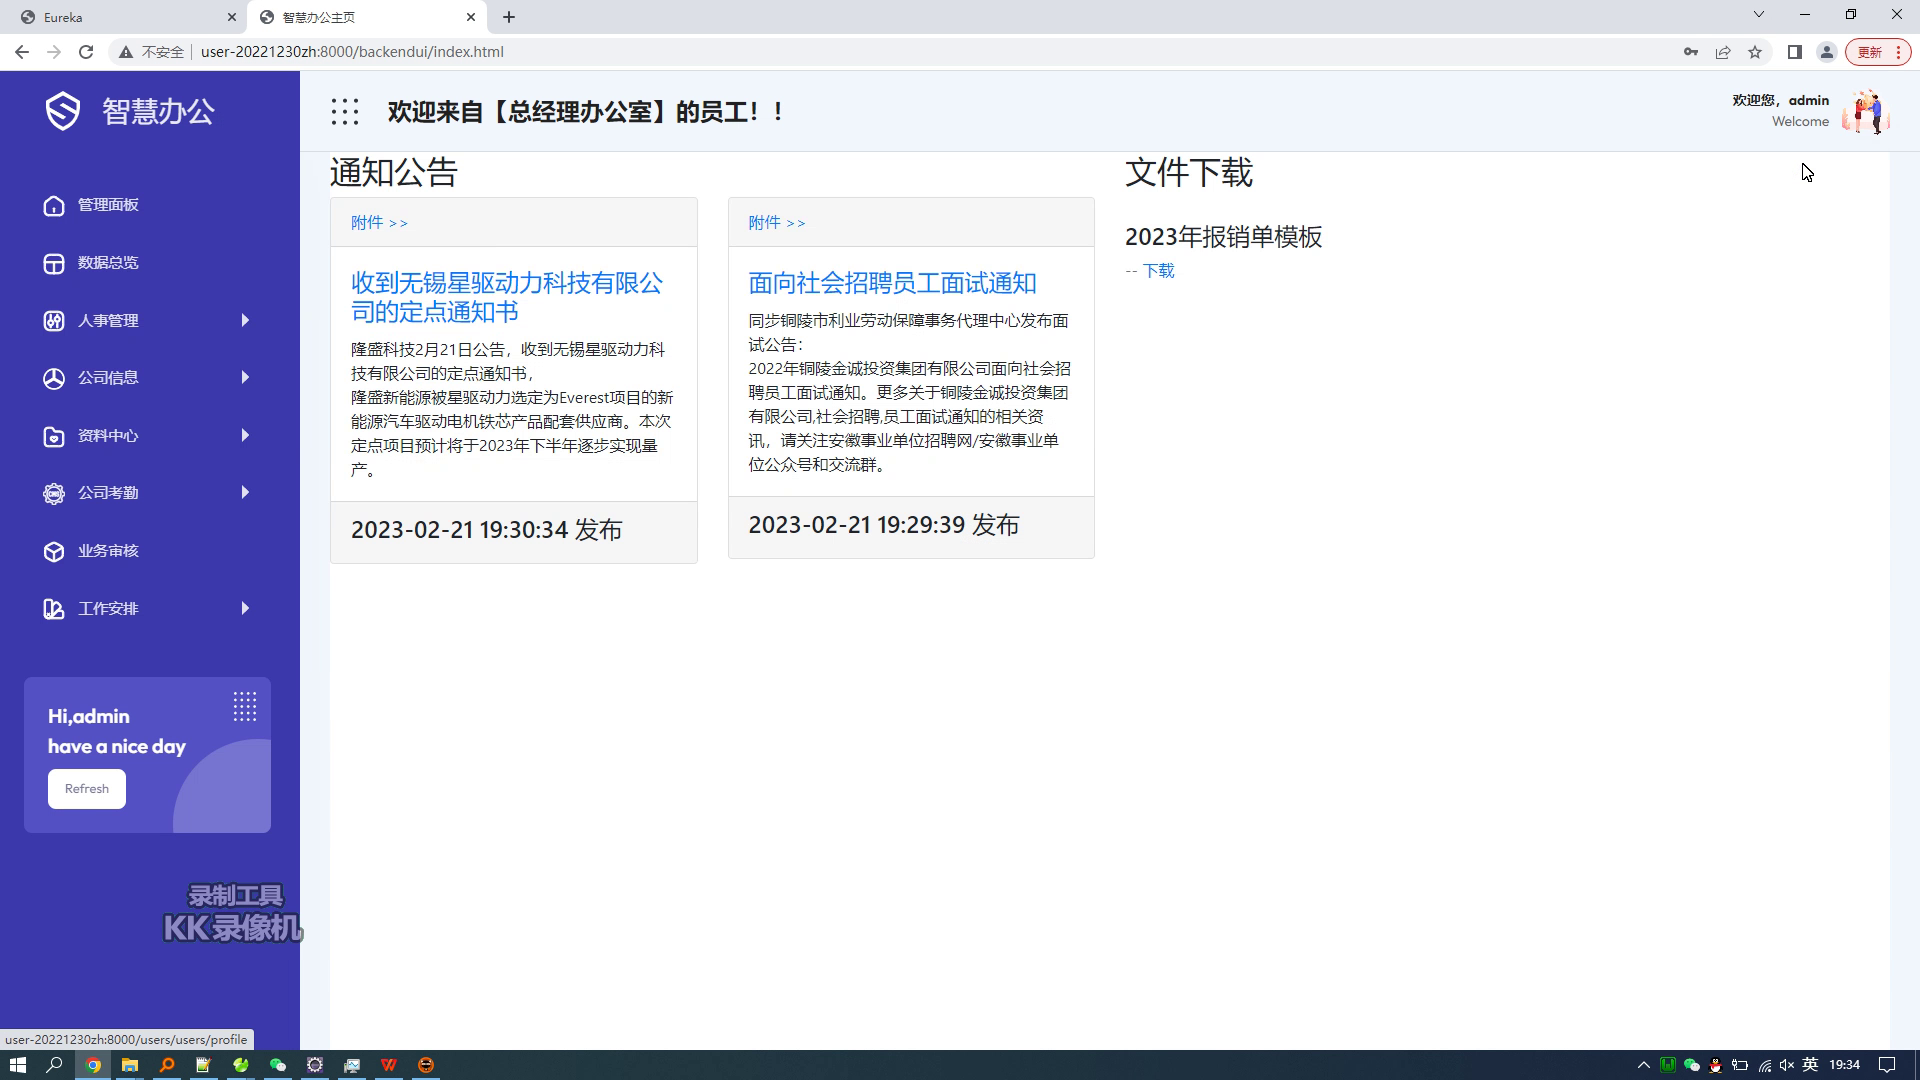 Eureka
智慧办公主页
不安全
user-20221230zh:8000/backendui/index.html
更新
智慧办公
欢迎来自【总经理办公室】的员工！！
欢迎您，admin
Welcome
管理面板
数据总览
人事管理
公司信息
资料中心
公司考勤
业务审核
工作安排
Hi,admin
have a nice day
Refresh
通知公告
附件 >>
收到无锡星驱动力科技有限公
司的定点通知书
隆盛科技2月21日公告，收到无锡星驱动力科
技有限公司的定点通知书，
隆盛新能源被星驱动力选定为Everest项目的新
能源汽车驱动电机铁芯产品配套供应商。本次
定点项目预计将于2023年下半年逐步实现量
产。
2023-02-21 19:30:34 发布
附件 >>
面向社会招聘员工面试通知
同步铜陵市利业劳动保障事务代理中心发布面
试公告：
2022年铜陵金诚投资集团有限公司面向社会招
聘员工面试通知。更多关于铜陵金诚投资集团
有限公司,社会招聘,员工面试通知的相关资
讯，请关注安徽事业单位招聘网/安徽事业单
位公众号和交流群。
2023-02-21 19:29:39 发布
文件下载
2023年报销单模板
-- 下载
录制工具
KK录像机
user-20221230zh:8000/users/users/profile
英
19:34